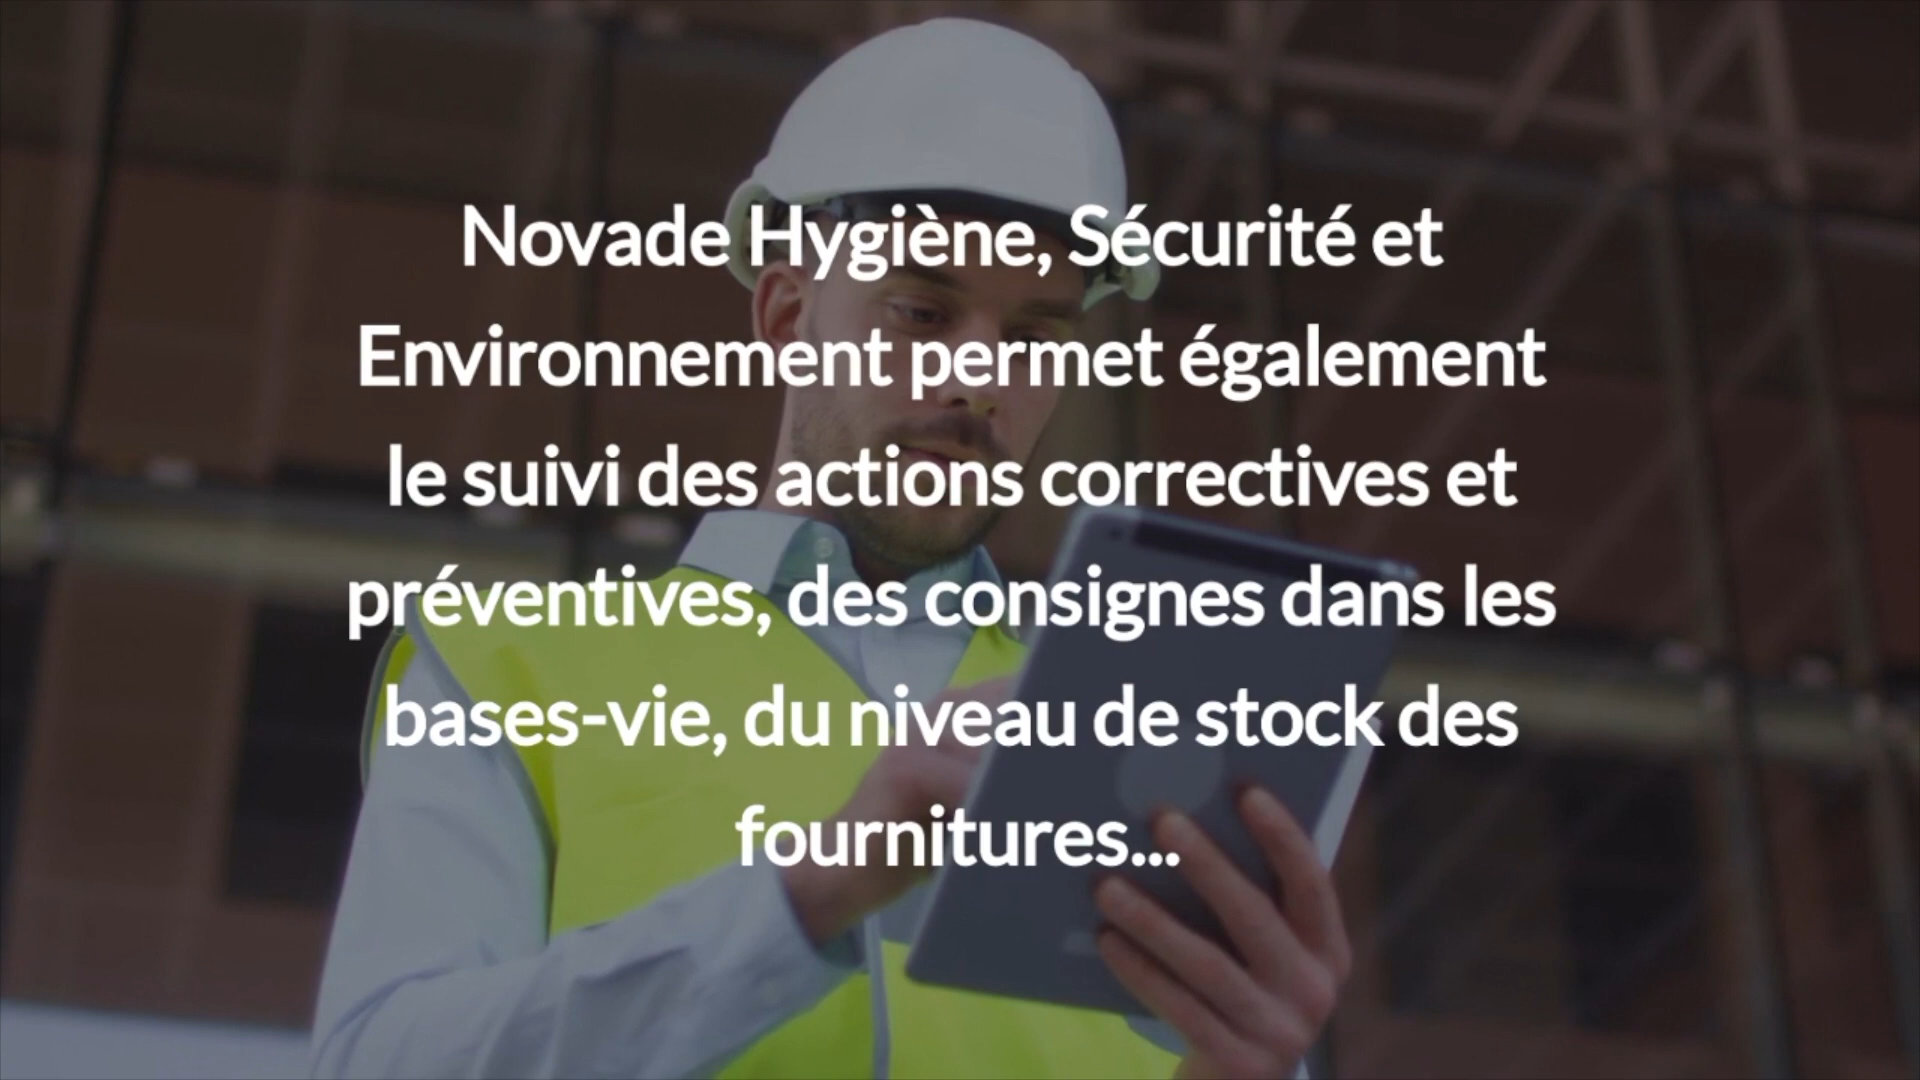 Novade Hygiène, Sécurité et
Environnement permet également
le suivi des actions correctives et
préventives, des consignes dans les
bases-vie, du niveau de stock des
fournitures...